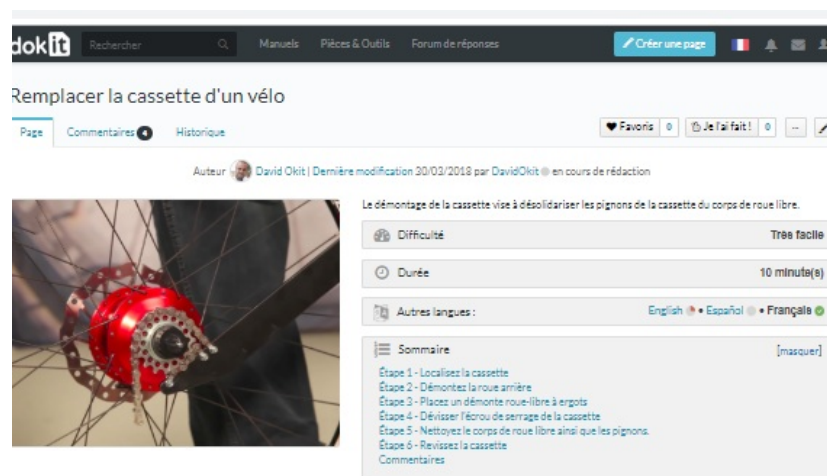 dokit Rechercher Manuels Pièces & Outils Forum de réponses Créer une page
Remplacer la cassette d'un vélo
Page Commentaires 4 Historique Favoris 0 Je l'ai fait ! 0 ...
Auteur David Okit | Dernière modification 30/03/2018 par DavidOkit en cours de rédaction
Le démontage de la cassette vise à désolidariser les pignons de la cassette du corps de roue libre.
Difficulté Très facile
Durée 10 minute(s)
Autres langues : English • Español • Français
Sommaire [masquer]
Étape 1 - Localisez la cassette
Étape 2 - Démontez la roue arrière
Étape 3 - Placez un démonte roue-libre à ergots
Étape 4 - Dévisser l'écrou de serrage de la cassette
Étape 5 - Nettoyez le corps de roue libre ainsi que les pignons.
Étape 6 - Revissez la cassette
Commentaires